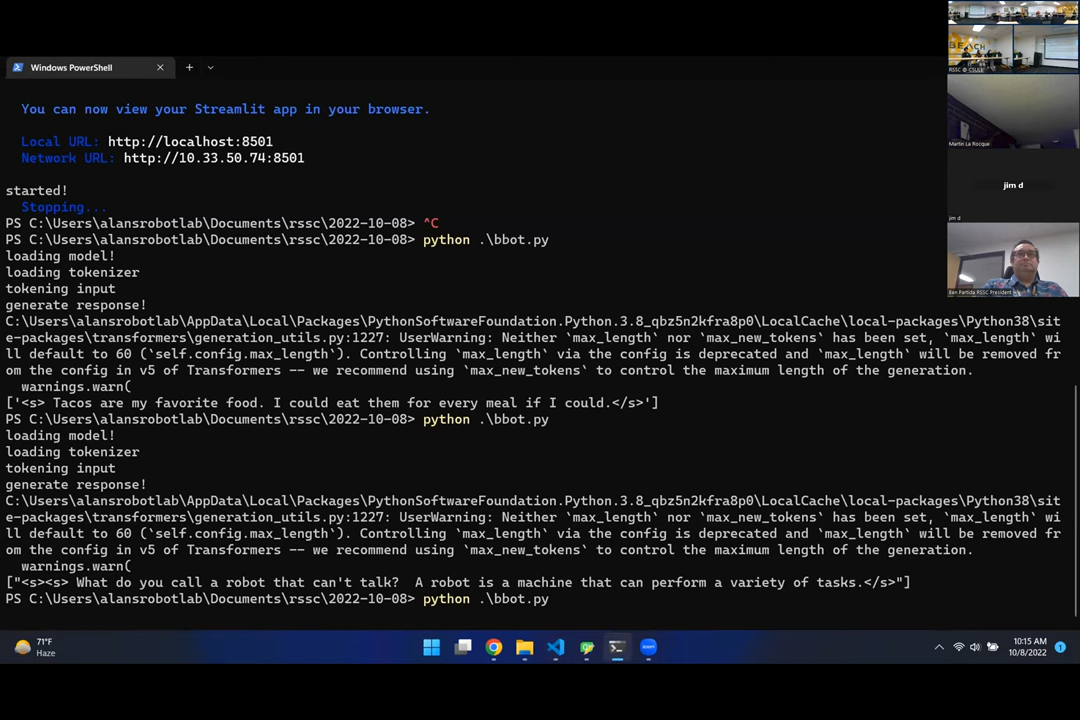 Windows PowerShell
You can now view your Streamlit app in your browser.
Local URL: http://localhost:8501
Network URL: http://10.33.50.74:8501
started!
Stopping...
PS C:\Users\alansrobotlab\Documents\rssc\2022-10-08> ^C
PS C:\Users\alansrobotlab\Documents\rssc\2022-10-08> python .\bbot.py
loading model!
loading tokenizer
tokening input
generate response!
C:\Users\alansrobotlab\AppData\Local\Packages\PythonSoftwareFoundation.Python.3.8_qbz5n2kfra8p0\LocalCache\local-packages\Python38\sit
e-packages\transformers\generation_utils.py:1227: UserWarning: Neither `max_length` nor `max_new_tokens` has been set, `max_length` wi
ll default to 60 (`self.config.max_length`). Controlling `max_length` via the config is deprecated and `max_length` will be removed fr
om the config in v5 of Transformers -- we recommend using `max_new_tokens` to control the maximum length of the generation.
warnings.warn(
['<s> Tacos are my favorite food. I could eat them for every meal if I could.</s>']
PS C:\Users\alansrobotlab\Documents\rssc\2022-10-08> python .\bbot.py
loading model!
loading tokenizer
tokening input
generate response!
C:\Users\alansrobotlab\AppData\Local\Packages\PythonSoftwareFoundation.Python.3.8_qbz5n2kfra8p0\LocalCache\local-packages\Python38\sit
e-packages\transformers\generation_utils.py:1227: UserWarning: Neither `max_length` nor `max_new_tokens` has been set, `max_length` wi
ll default to 60 (`self.config.max_length`). Controlling `max_length` via the config is deprecated and `max_length` will be removed fr
om the config in v5 of Transformers -- we recommend using `max_new_tokens` to control the maximum length of the generation.
warnings.warn(
["<s><s> What do you call a robot that can't talk?  A robot is a machine that can perform a variety of tasks.</s>"]
PS C:\Users\alansrobotlab\Documents\rssc\2022-10-08> python .\bbot.py
BEACH
RSSC @ CSULB
Martin La Rocque
jim d
jim d
Ben Partida RSSC President
71°F
Haze
zoom
10:15 AM
10/8/2022
1